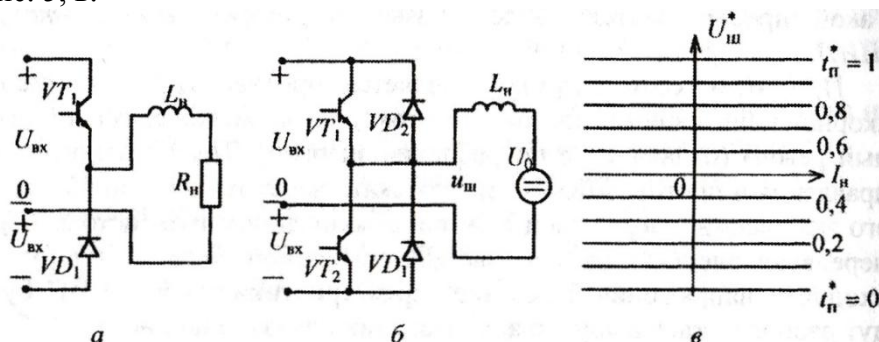 +
VT₁
Lн
Uвх
Rн
0
+
Uвх
VD₁
а
+
VT₁
VD₂
Lн
Uвх
U₀
uш
0
+
Uвх
VT₂
VD₁
б
U*ш
t*п = 1
0,8
0,6
Iн
0
0,4
0,2
t*п = 0
в